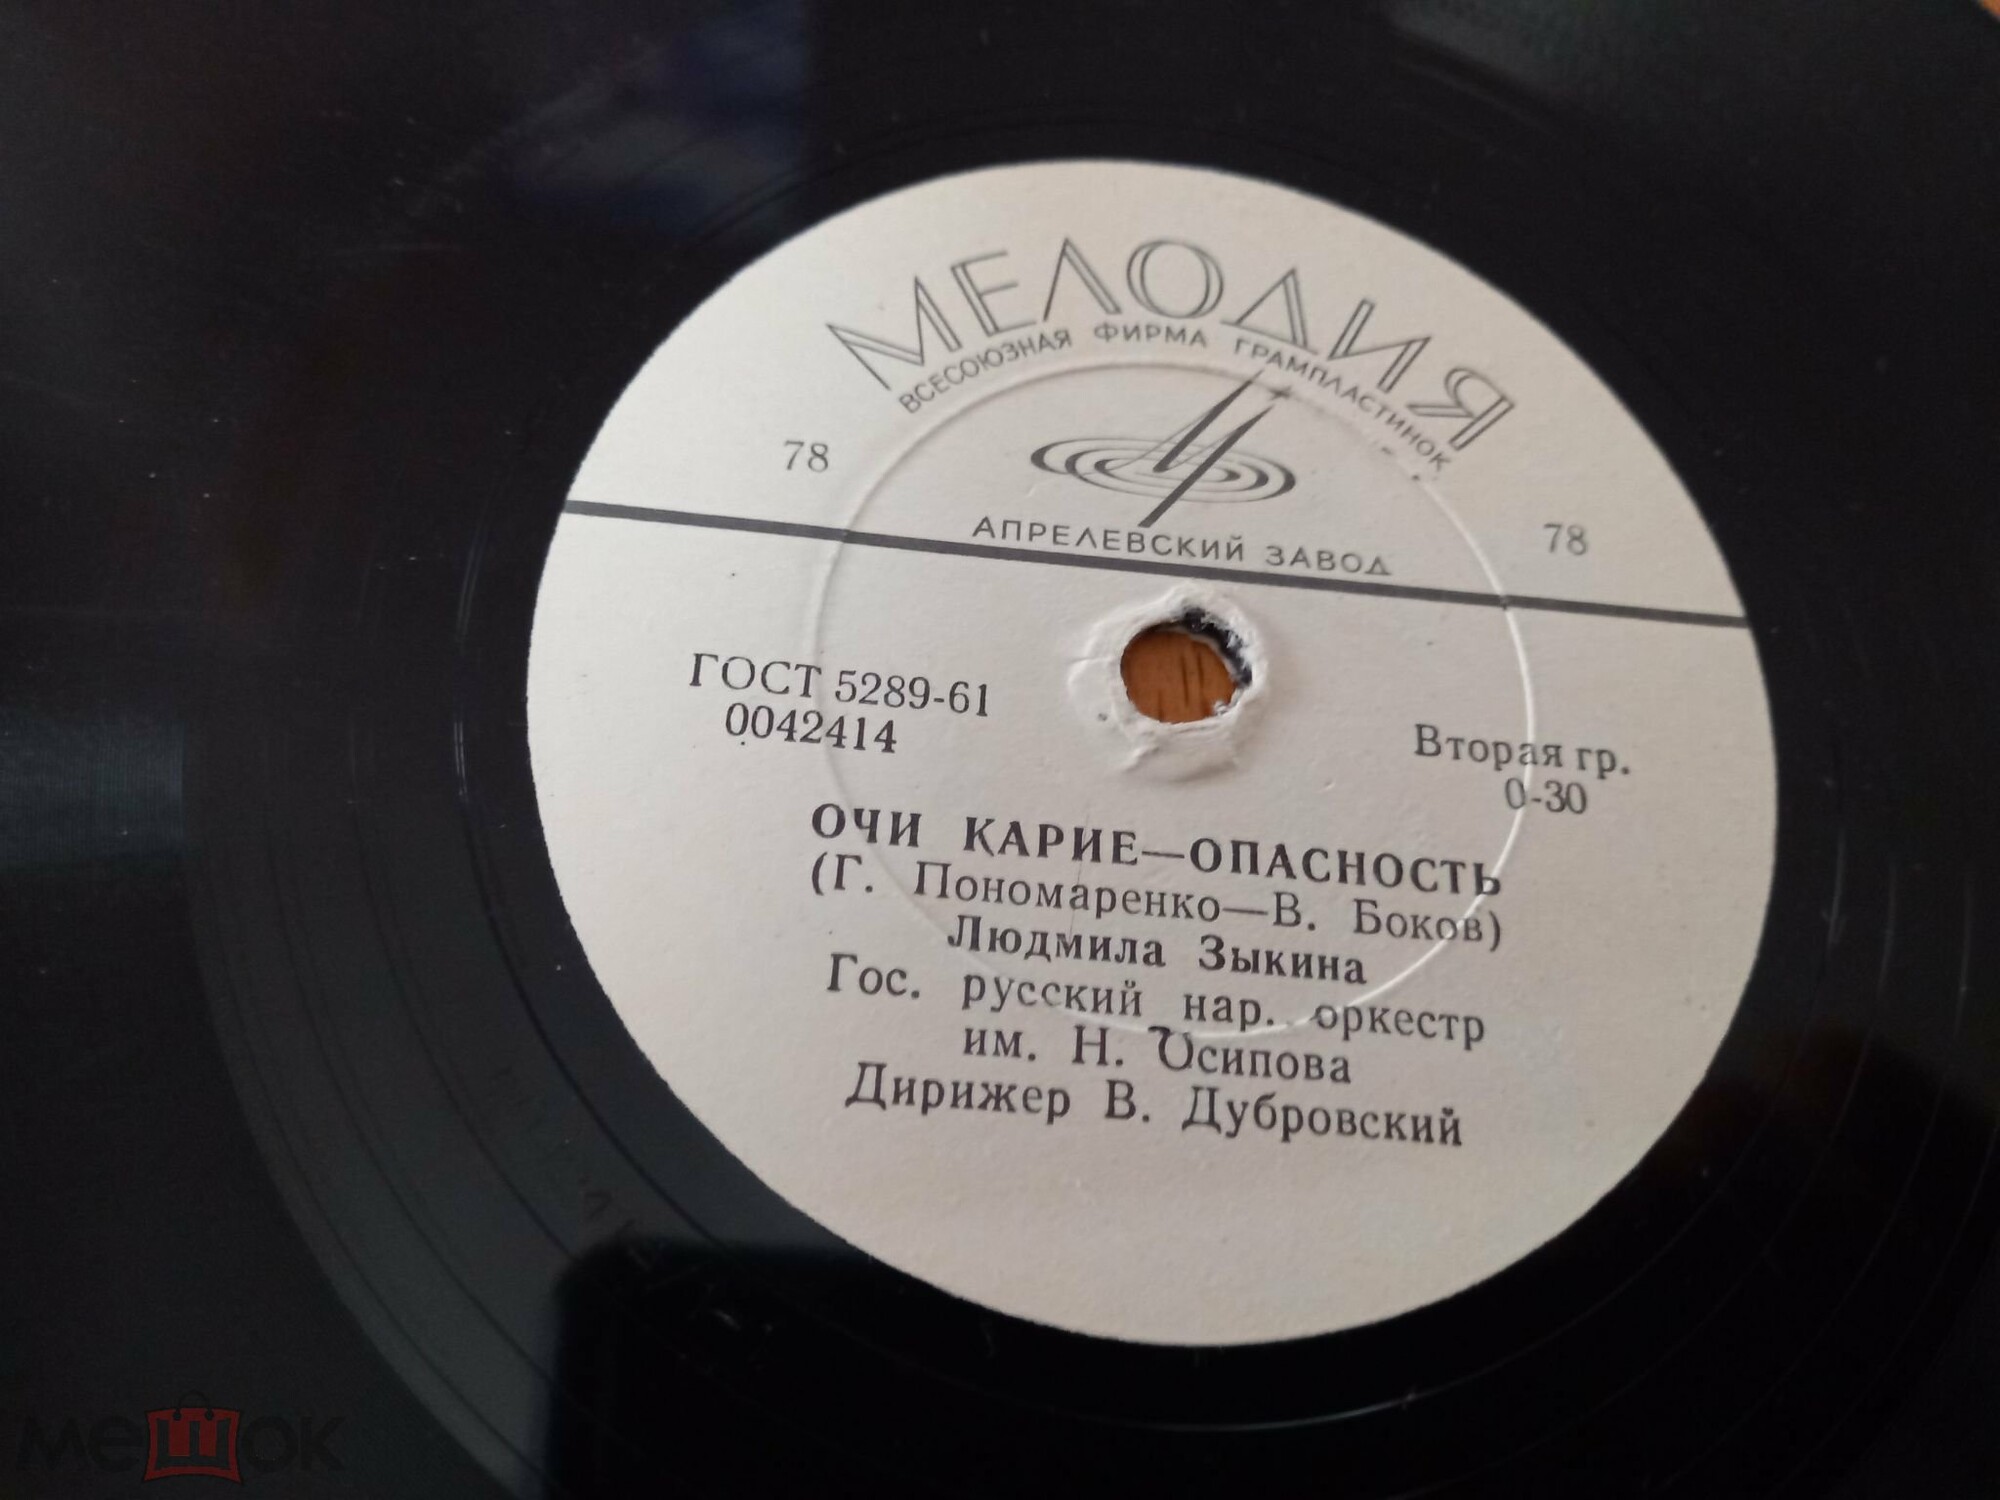 МЕЛОДИЯ
ВСЕСОЮЗНАЯ ФИРМА ГРАМПЛАСТИНОК
78
78
АПРЕЛЕВСКИЙ ЗАВОД
ГОСТ 5289-61
0042414
Вторая гр.
0-30
ОЧИ КАРИЕ—ОПАСНОСТЬ
(Г. Пономаренко—В. Боков)
Людмила Зыкина
Гос. русский нар. оркестр
им. Н. Осипова
Дирижер В. Дубровский
мешок